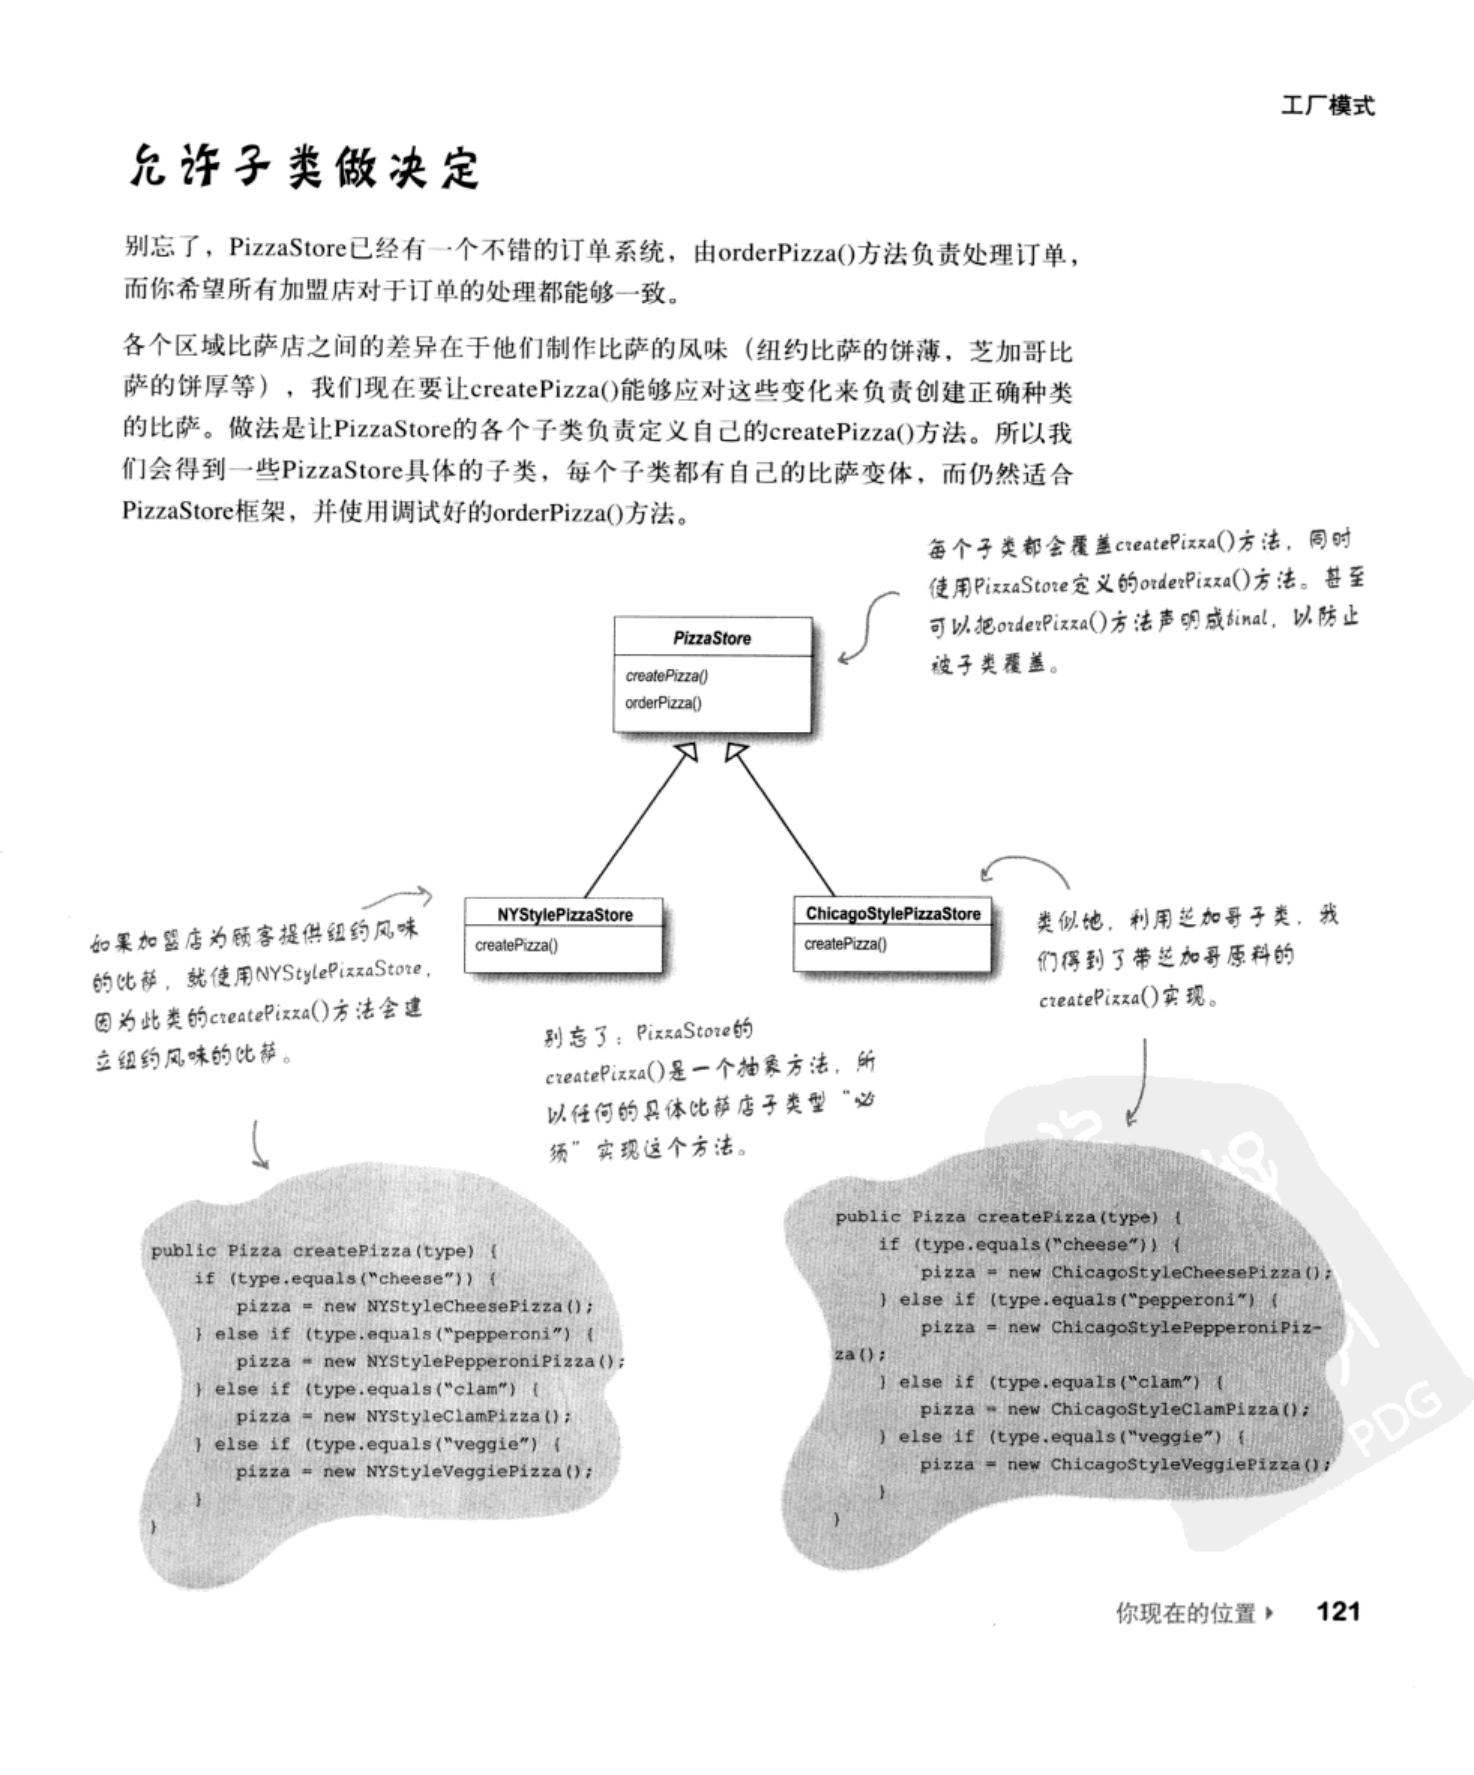 工厂模式
允许子类做决定
别忘了，PizzaStore已经有一个不错的订单系统，由orderPizza()方法负责处理订单，
而你希望所有加盟店对于订单的处理都能够一致。
各个区域比萨店之间的差异在于他们制作比萨的风味（纽约比萨的饼薄，芝加哥比
萨的饼厚等），我们现在要让createPizza()能够应对这些变化来负责创建正确种类
的比萨。做法是让PizzaStore的各个子类负责定义自己的createPizza()方法。所以我
们会得到一些PizzaStore具体的子类，每个子类都有自己的比萨变体，而仍然适合
PizzaStore框架，并使用调试好的orderPizza()方法。
每个子类都会覆盖createPizza()方法，同时
使用PizzaStore定义的orderPizza()方法。甚至
可以把orderPizza()方法声明成final，以防止
被子类覆盖。
PizzaStore
createPizza()
orderPizza()
NYStylePizzaStore
createPizza()
ChicagoStylePizzaStore
createPizza()
如果加盟店为顾客提供纽约风味
的比萨，就使用NYStylePizzaStore，
因为此类的createPizza()方法会建
立纽约风味的比萨。
类似地，利用芝加哥子类，我
们得到了带芝加哥原料的
createPizza()实现。
别忘了：PizzaStore的
createPizza()是一个抽象方法，所
以任何的具体比萨店子类型“必
须”实现这个方法。
public Pizza createPizza(type) {
if (type.equals("cheese")) {
pizza = new NYStyleCheesePizza();
} else if (type.equals("pepperoni") {
pizza = new NYStylePepperoniPizza();
} else if (type.equals("clam") {
pizza = new NYStyleClamPizza();
} else if (type.equals("veggie") {
pizza = new NYStyleVeggiePizza();
}
}
public Pizza createPizza(type) {
if (type.equals("cheese")) {
pizza = new ChicagoStyleCheesePizza();
} else if (type.equals("pepperoni") {
pizza = new ChicagoStylePepperoniPiz-
za();
} else if (type.equals("clam") {
pizza = new ChicagoStyleClamPizza();
} else if (type.equals("veggie") {
pizza = new ChicagoStyleVeggiePizza();
}
}
PDG
你现在的位置 ▸ 121